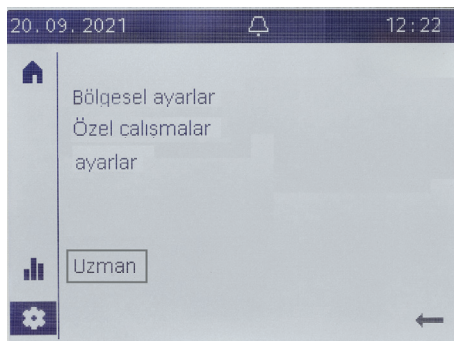 20.09.2021 12:22
Bölgesel ayarlar
Özel calısmalar
ayarlar
Uzman